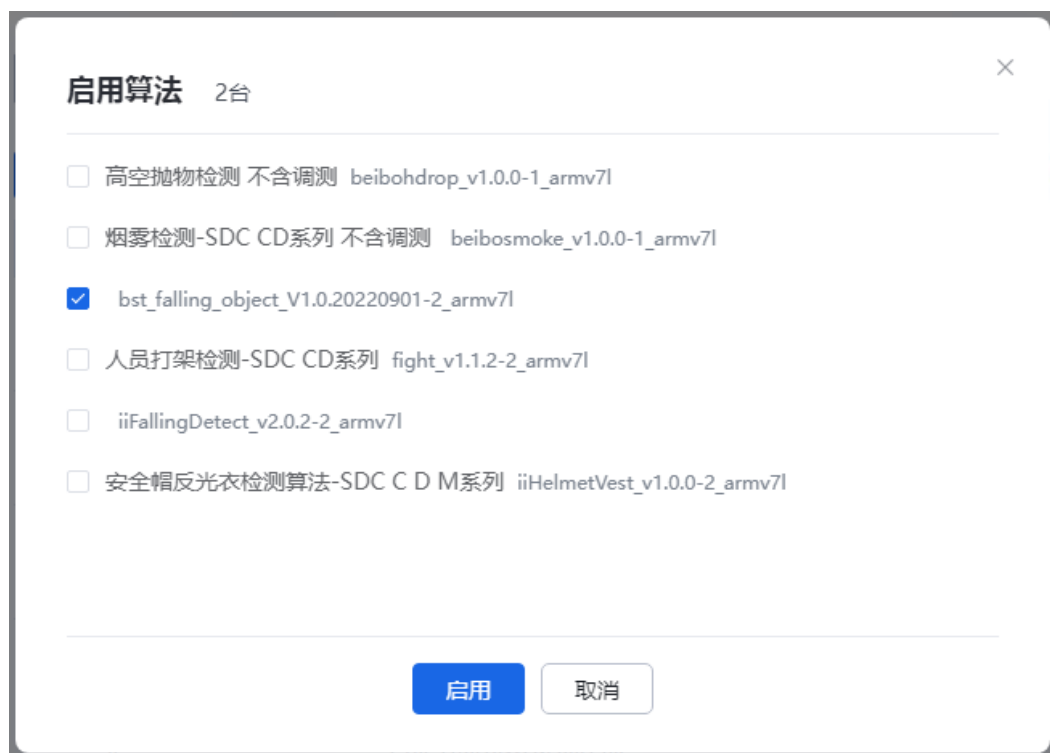 启用算法 2台
高空抛物检测 不含调测 beibohdrop_v1.0.0-1_armv7l
烟雾检测-SDC CD系列 不含调测 beibosmoke_v1.0.0-1_armv7l
bst_falling_object_V1.0.20220901-2_armv7l
人员打架检测-SDC CD系列 fight_v1.1.2-2_armv7l
iiFallingDetect_v2.0.2-2_armv7l
安全帽反光衣检测算法-SDC C D M系列 iiHelmetVest_v1.0.0-2_armv7l
启用 取消